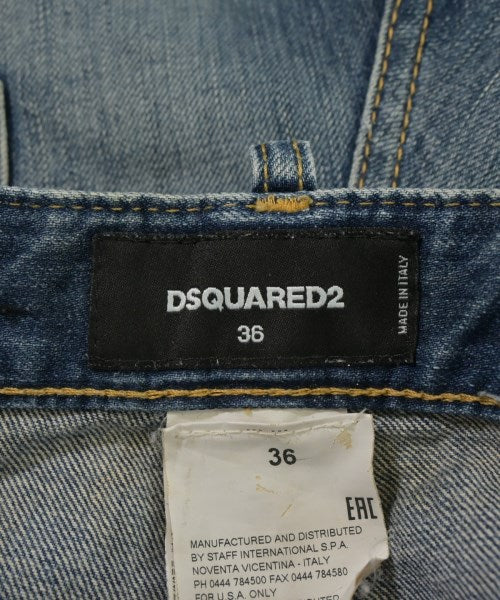 DSQUARED2
36
MADE IN ITALY
36
EAC
MANUFACTURED AND DISTRIBUTED
BY STAFF INTERNATIONAL S.P.A.
NOVENTA VICENTINA - ITALY
PH 0444 784500 FAX 0444 784580
FOR U.S.A. ONLY